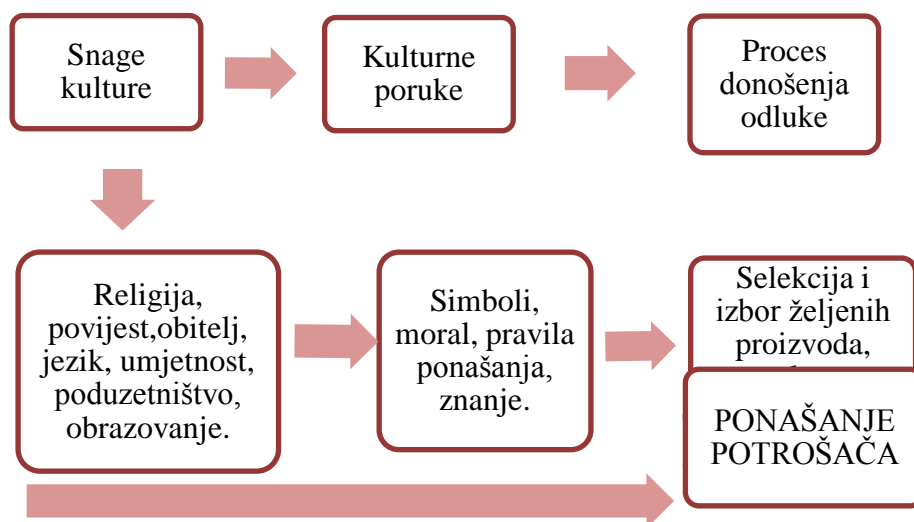 Snage
kulture
Kulturne
poruke
Proces
donošenja
odluke
Religija,
povijest,obitelj,
jezik, umjetnost,
poduzetništvo,
obrazovanje.
Simboli,
moral, pravila
ponašanja,
znanje.
Selekcija i
izbor željenih
proizvoda,
PONAŠANJE
POTROŠAČA